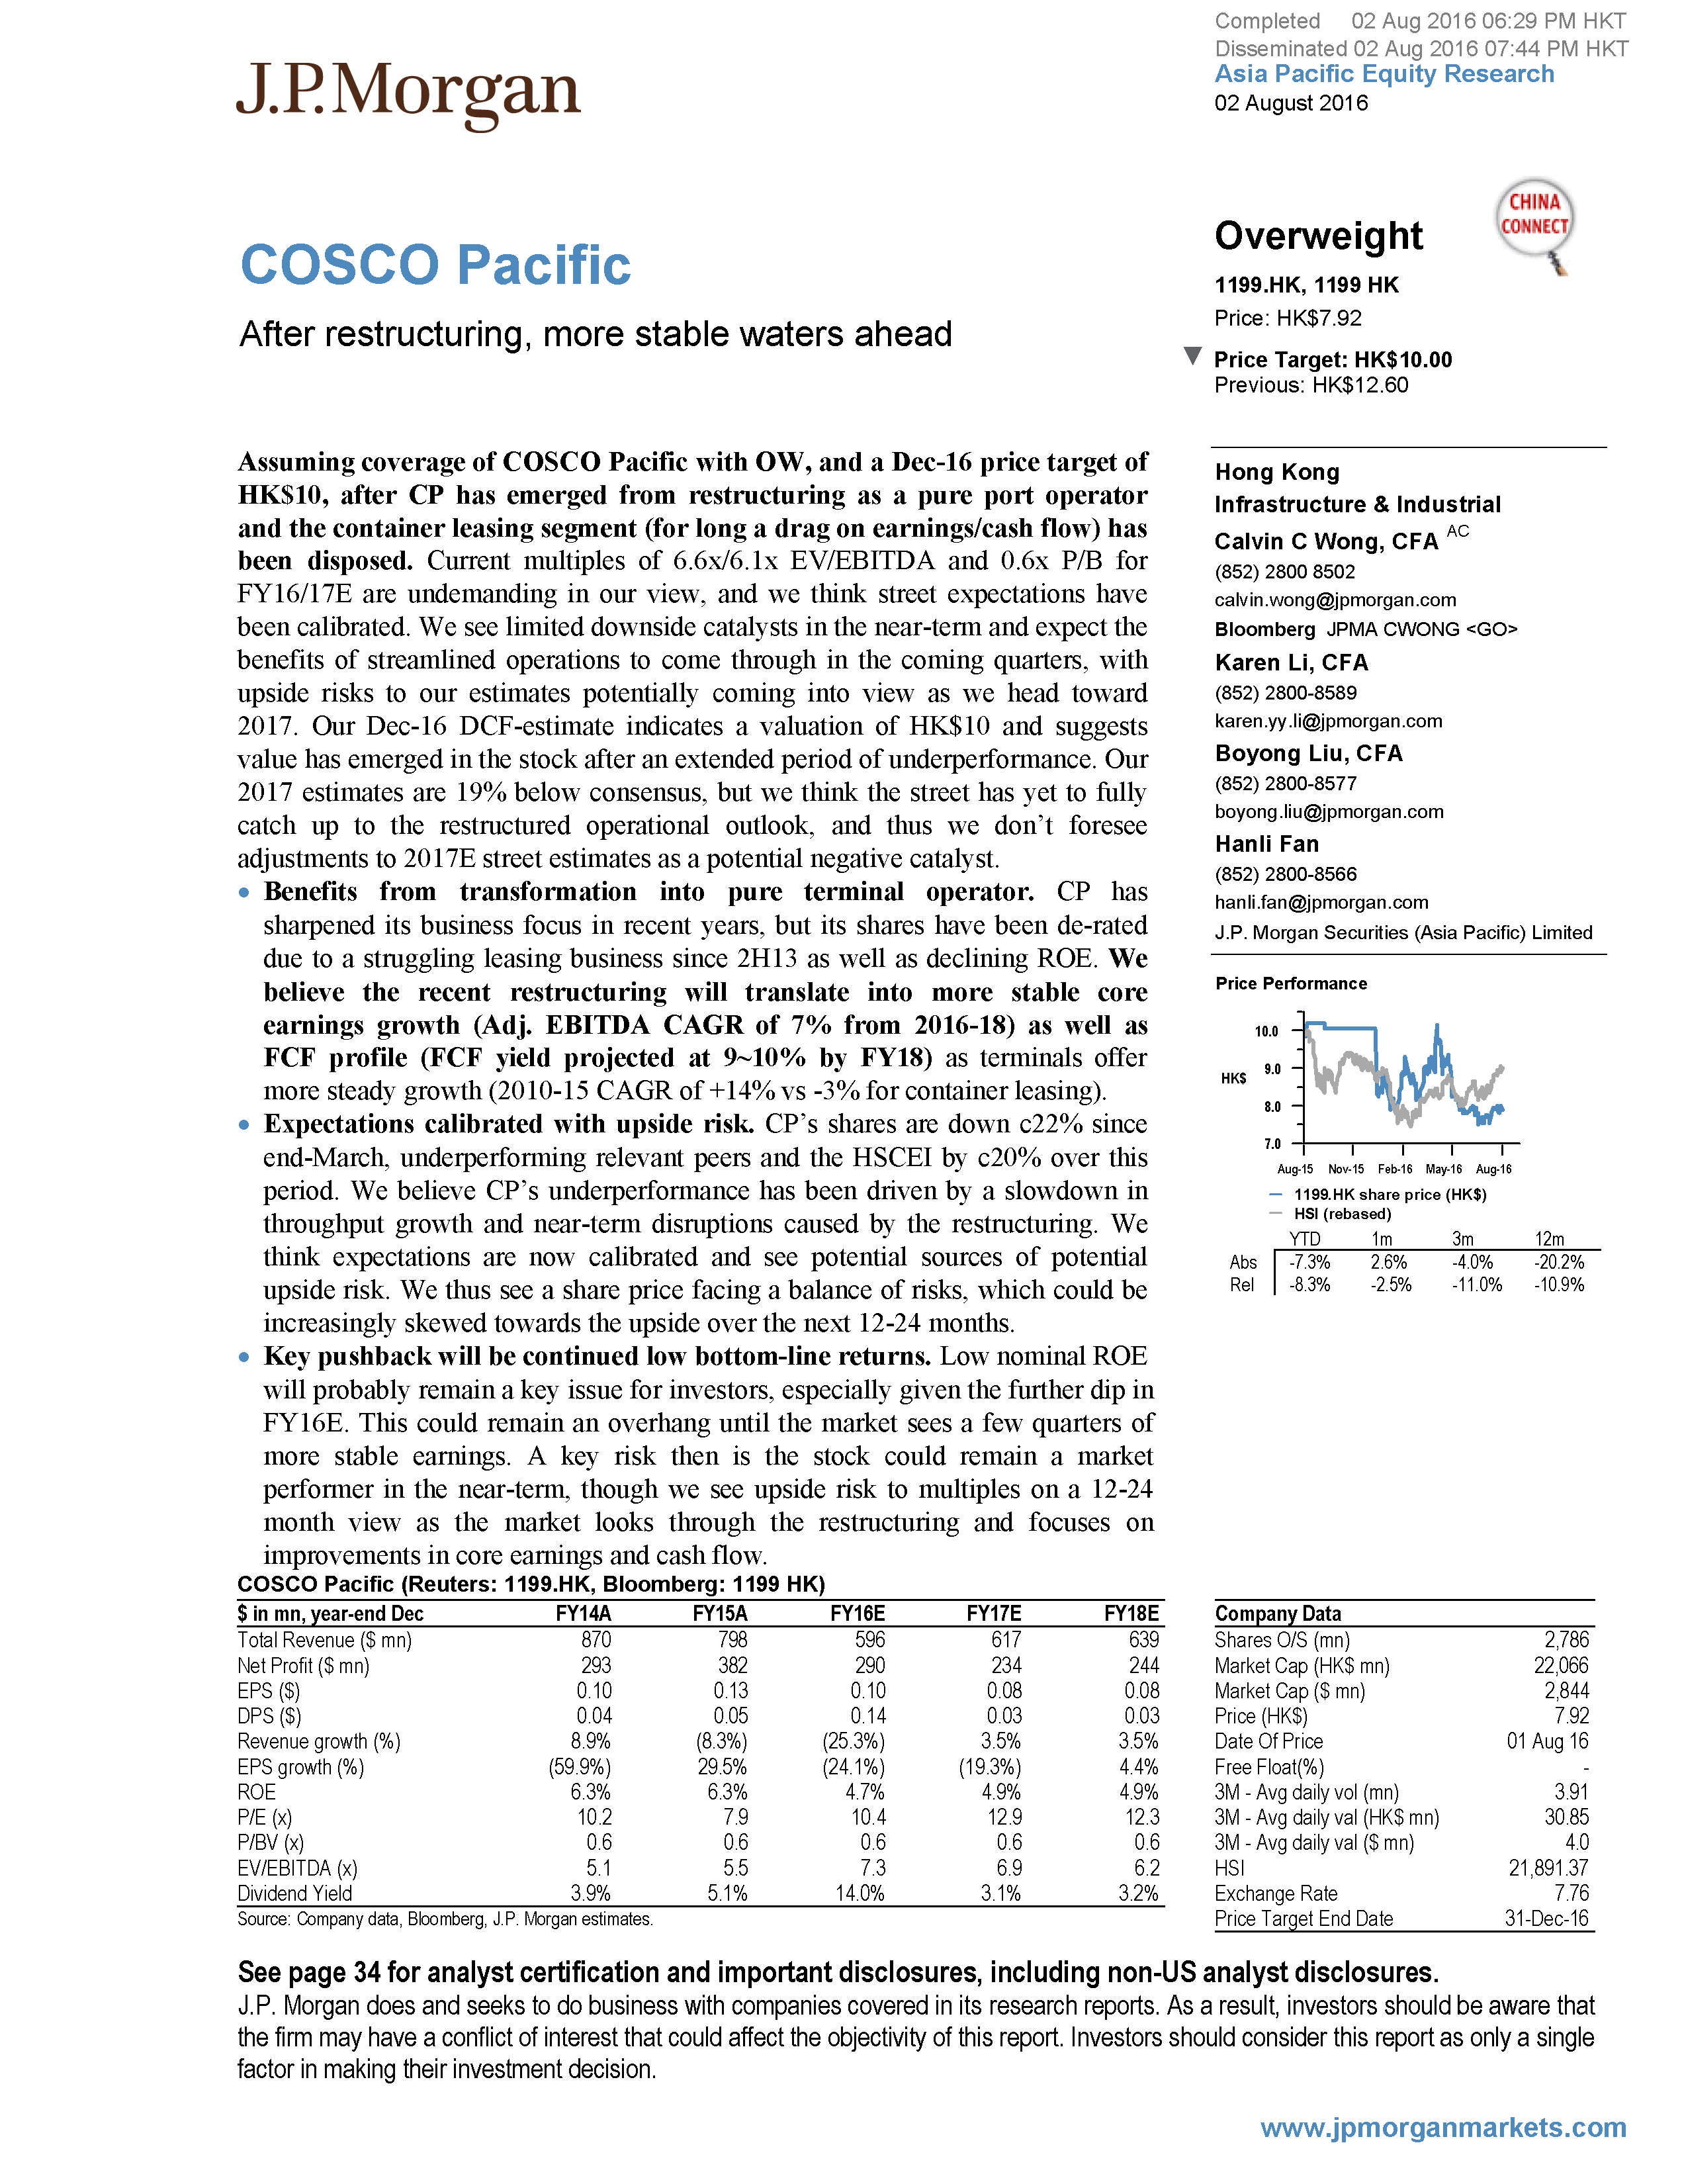 Completed 02 Aug 2016 06:29 PM HKT
Disseminated 02 Aug 2016 07:44 PM HKT
Asia Pacific Equity Research
02 August 2016
J.P.Morgan
CHINA
CONNECT
COSCO Pacific
After restructuring, more stable waters ahead
Overweight
1199.HK, 1199 HK
Price: HK$7.92
▼ Price Target: HK$10.00
Previous: HK$12.60
Assuming coverage of COSCO Pacific with OW, and a Dec-16 price target of
HK$10, after CP has emerged from restructuring as a pure port operator
and the container leasing segment (for long a drag on earnings/cash flow) has
been disposed. Current multiples of 6.6x/6.1x EV/EBITDA and 0.6x P/B for
FY16/17E are undemanding in our view, and we think street expectations have
been calibrated. We see limited downside catalysts in the near-term and expect the
benefits of streamlined operations to come through in the coming quarters, with
upside risks to our estimates potentially coming into view as we head toward
2017. Our Dec-16 DCF-estimate indicates a valuation of HK$10 and suggests
value has emerged in the stock after an extended period of underperformance. Our
2017 estimates are 19% below consensus, but we think the street has yet to fully
catch up to the restructured operational outlook, and thus we don't foresee
adjustments to 2017E street estimates as a potential negative catalyst.
• Benefits from transformation into pure terminal operator. CP has
sharpened its business focus in recent years, but its shares have been de-rated
due to a struggling leasing business since 2H13 as well as declining ROE. We
believe the recent restructuring will translate into more stable core
earnings growth (Adj. EBITDA CAGR of 7% from 2016-18) as well as
FCF profile (FCF yield projected at 9~10% by FY18) as terminals offer
more steady growth (2010-15 CAGR of +14% vs -3% for container leasing).
• Expectations calibrated with upside risk. CP's shares are down c22% since
end-March, underperforming relevant peers and the HSCEI by c20% over this
period. We believe CP's underperformance has been driven by a slowdown in
throughput growth and near-term disruptions caused by the restructuring. We
think expectations are now calibrated and see potential sources of potential
upside risk. We thus see a share price facing a balance of risks, which could be
increasingly skewed towards the upside over the next 12-24 months.
• Key pushback will be continued low bottom-line returns. Low nominal ROE
will probably remain a key issue for investors, especially given the further dip in
FY16E. This could remain an overhang until the market sees a few quarters of
more stable earnings. A key risk then is the stock could remain a market
performer in the near-term, though we see upside risk to multiples on a 12-24
month view as the market looks through the restructuring and focuses on
improvements in core earnings and cash flow.
Hong Kong
Infrastructure & Industrial
Calvin C Wong, CFA AC
(852) 2800 8502
calvin.wong@jpmorgan.com
Bloomberg JPMA CWONG <GO>
Karen Li, CFA
(852) 2800-8589
karen.yy.li@jpmorgan.com
Boyong Liu, CFA
(852) 2800-8577
boyong.liu@jpmorgan.com
Hanli Fan
(852) 2800-8566
hanli.fan@jpmorgan.com
J.P. Morgan Securities (Asia Pacific) Limited
Price Performance
10.0
9.0
HK$
8.0
7.0
Aug-15 Nov-15 Feb-16 May-16 Aug-16
1199.HK share price (HK$)
HSI (rebased)
YTD 1m 3m 12m
Abs -7.3% 2.6% -4.0% -20.2%
Rel -8.3% -2.5% -11.0% -10.9%
COSCO Pacific (Reuters: 1199.HK, Bloomberg: 1199 HK)
$ in mn, year-end Dec FY14A FY15A FY16E FY17E FY18E
Total Revenue ($ mn) 870 798 596 617 639
Net Profit ($ mn) 293 382 290 234 244
EPS ($) 0.10 0.13 0.10 0.08 0.08
DPS ($) 0.04 0.05 0.14 0.03 0.03
Revenue growth (%) 8.9% (8.3%) (25.3%) 3.5% 3.5%
EPS growth (%) (59.9%) 29.5% (24.1%) (19.3%) 4.4%
ROE 6.3% 6.3% 4.7% 4.9% 4.9%
P/E (x) 10.2 7.9 10.4 12.9 12.3
P/BV (x) 0.6 0.6 0.6 0.6 0.6
EV/EBITDA (x) 5.1 5.5 7.3 6.9 6.2
Dividend Yield 3.9% 5.1% 14.0% 3.1% 3.2%
Source: Company data, Bloomberg, J.P. Morgan estimates.
Company Data
Shares O/S (mn) 2,786
Market Cap (HK$ mn) 22,066
Market Cap ($ mn) 2,844
Price (HK$) 7.92
Date Of Price 01 Aug 16
Free Float(%) -
3M - Avg daily vol (mn) 3.91
3M - Avg daily val (HK$ mn) 30.85
3M - Avg daily val ($ mn) 4.0
HSI 21,891.37
Exchange Rate 7.76
Price Target End Date 31-Dec-16
See page 34 for analyst certification and important disclosures, including non-US analyst disclosures.
J.P. Morgan does and seeks to do business with companies covered in its research reports. As a result, investors should be aware that
the firm may have a conflict of interest that could affect the objectivity of this report. Investors should consider this report as only a single
factor in making their investment decision.
www.jpmorganmarkets.com